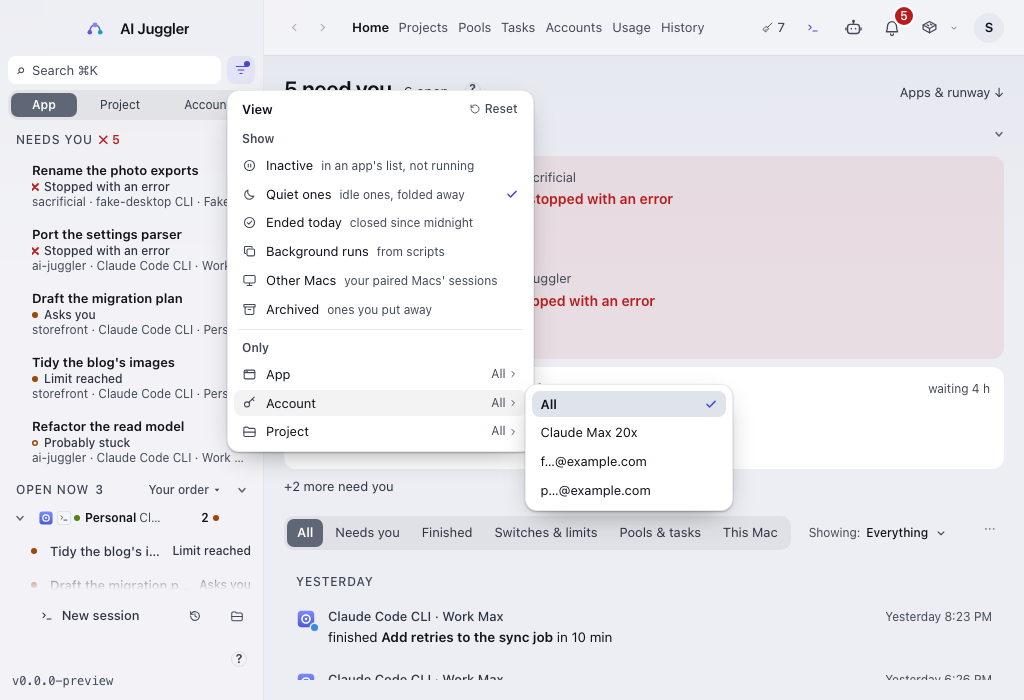 AI Juggler
Home Projects Pools Tasks Accounts Usage History
7
5
S
Search ⌘K
App Project Accoun
NEEDS YOU 5
Rename the photo exports
Stopped with an error
sacrificial · fake-desktop CLI · Fake
Port the settings parser
Stopped with an error
ai-juggler · Claude Code CLI · Work
Draft the migration plan
Asks you
storefront · Claude Code CLI · Pers
Tidy the blog's images
Limit reached
storefront · Claude Code CLI · Pers
Refactor the read model
Probably stuck
ai-juggler · Claude Code CLI · Work ...
OPEN NOW 3 Your order
Personal Cl... 2
Tidy the blog's i... Limit reached
Draft the migration p... Asks you
New session
?
v0.0.0-preview
5 need you 6 open ?
Apps & runway ↓
View Reset
Show
Inactive in an app's list, not running
Quiet ones idle ones, folded away
Ended today closed since midnight
Background runs from scripts
Other Macs your paired Macs' sessions
Archived ones you put away
Only
App All
Account All
Project All
All
Claude Max 20x
f...@example.com
p...@example.com
crificial
topped with an error
uggler
pped with an error
waiting 4 h
+2 more need you
All Needs you Finished Switches & limits Pools & tasks This Mac
Showing: Everything ...
YESTERDAY
Claude Code CLI · Work Max Yesterday 8:23 PM
finished Add retries to the sync job in 10 min
Claude Code CLI · Work Max Yesterday 6:26 PM